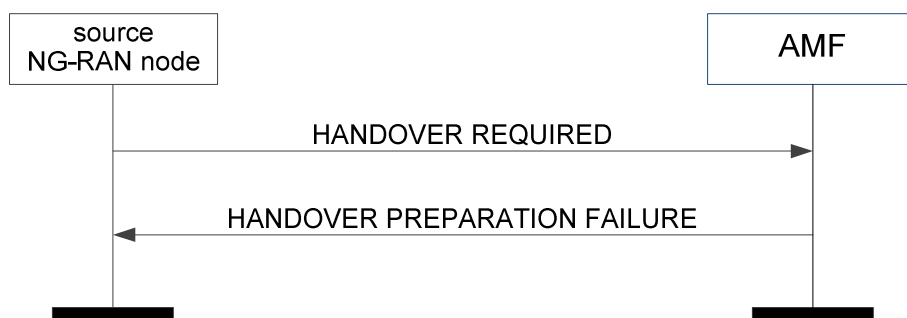 source
NG-RAN node
AMF
HANDOVER REQUIRED
HANDOVER PREPARATION FAILURE